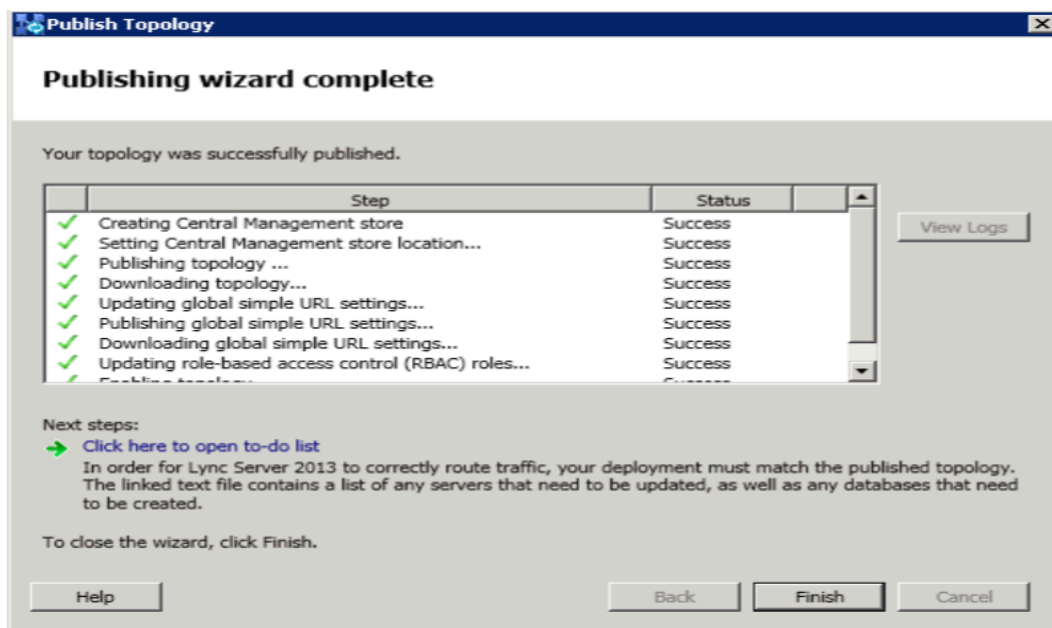 Publish Topology
Publishing wizard complete
Your topology was successfully published.
Step Status
Creating Central Management store Success
Setting Central Management store location... Success
Publishing topology ... Success
Downloading topology... Success
Updating global simple URL settings... Success
Publishing global simple URL settings... Success
Downloading global simple URL settings... Success
Updating role-based access control (RBAC) roles... Success
View Logs
Next steps:
Click here to open to-do list
In order for Lync Server 2013 to correctly route traffic, your deployment must match the published topology.
The linked text file contains a list of any servers that need to be updated, as well as any databases that need
to be created.
To close the wizard, click Finish.
Help Back Finish Cancel